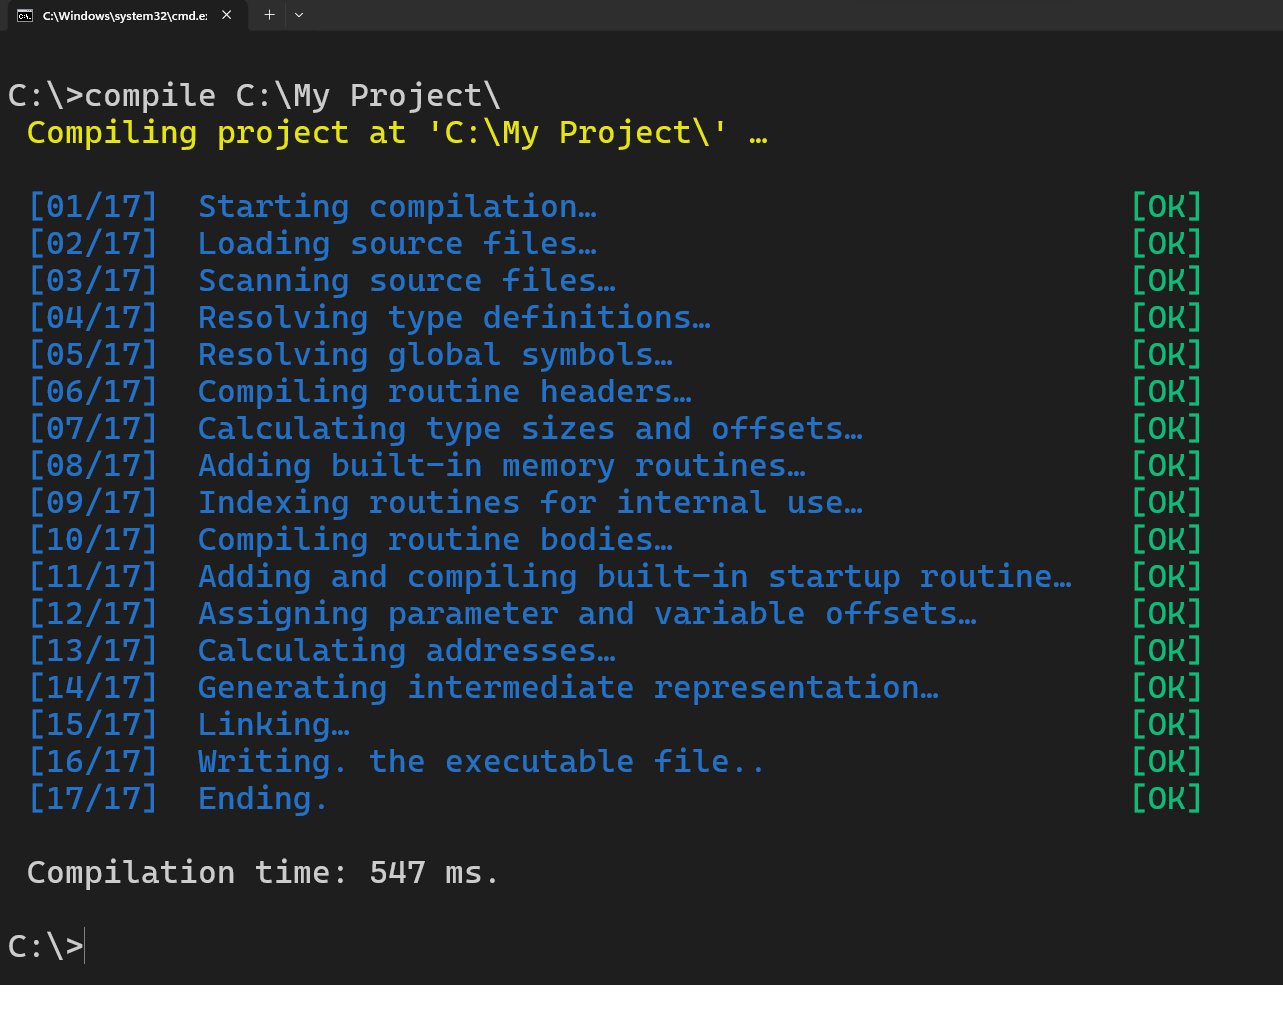 C:\Windows\system32\cmd.e:
C:\>compile C:\My Project\
Compiling project at 'C:\My Project\' …
[01/17] Starting compilation… [OK]
[02/17] Loading source files… [OK]
[03/17] Scanning source files… [OK]
[04/17] Resolving type definitions… [OK]
[05/17] Resolving global symbols… [OK]
[06/17] Compiling routine headers… [OK]
[07/17] Calculating type sizes and offsets… [OK]
[08/17] Adding built-in memory routines… [OK]
[09/17] Indexing routines for internal use… [OK]
[10/17] Compiling routine bodies… [OK]
[11/17] Adding and compiling built-in startup routine… [OK]
[12/17] Assigning parameter and variable offsets… [OK]
[13/17] Calculating addresses… [OK]
[14/17] Generating intermediate representation… [OK]
[15/17] Linking… [OK]
[16/17] Writing. the executable file.. [OK]
[17/17] Ending. [OK]
Compilation time: 547 ms.
C:\>